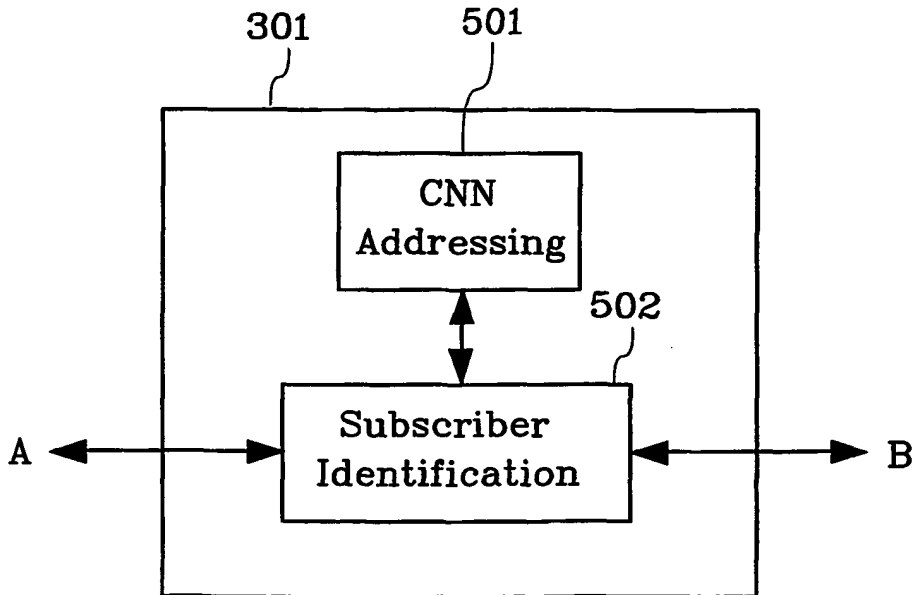 301
501
CNN
Addressing
502
Subscriber
Identification
A
B